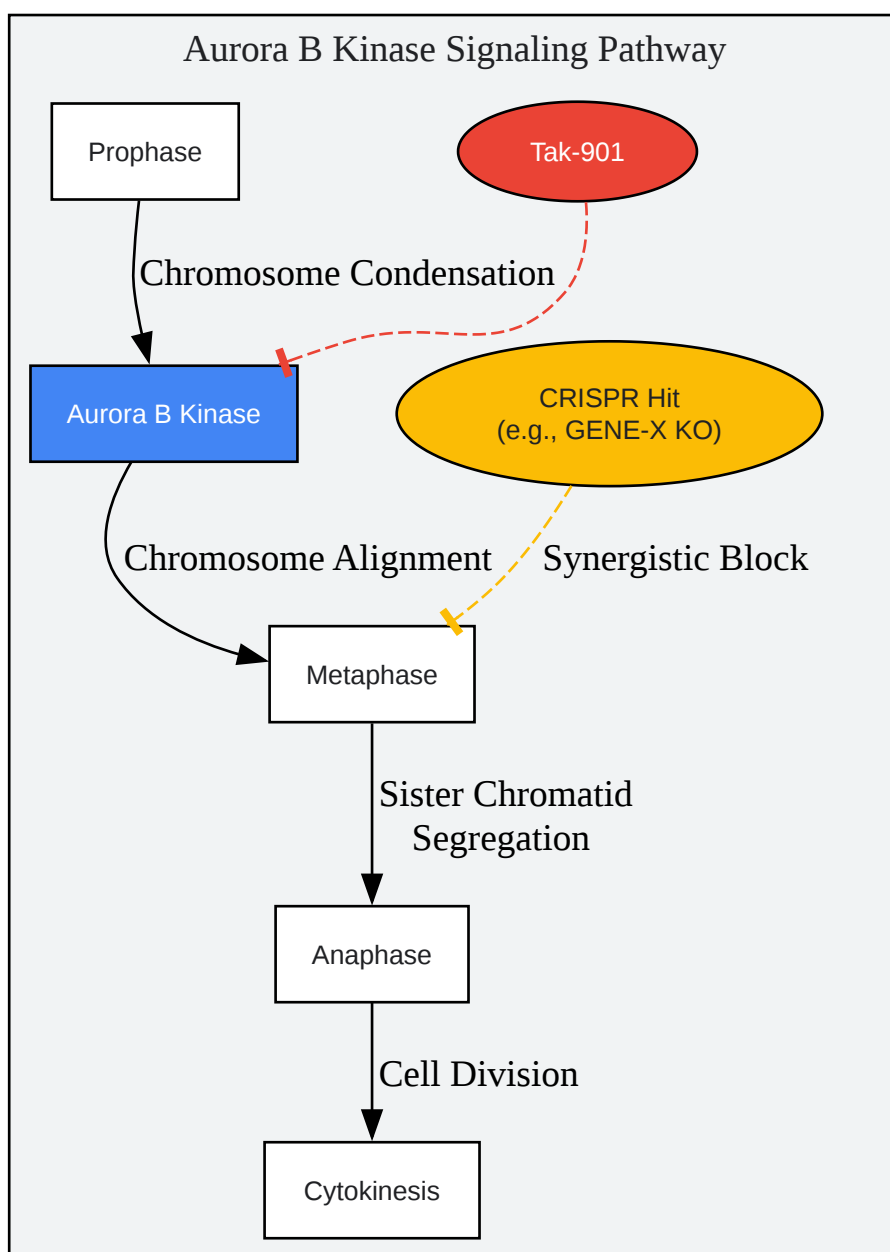 Aurora B Kinase Signaling Pathway
Prophase
Tak-901
Chromosome Condensation
Aurora B Kinase
CRISPR Hit
(e.g., GENE-X KO)
Chromosome Alignment
Synergistic Block
Metaphase
Sister Chromatid
Segregation
Anaphase
Cell Division
Cytokinesis